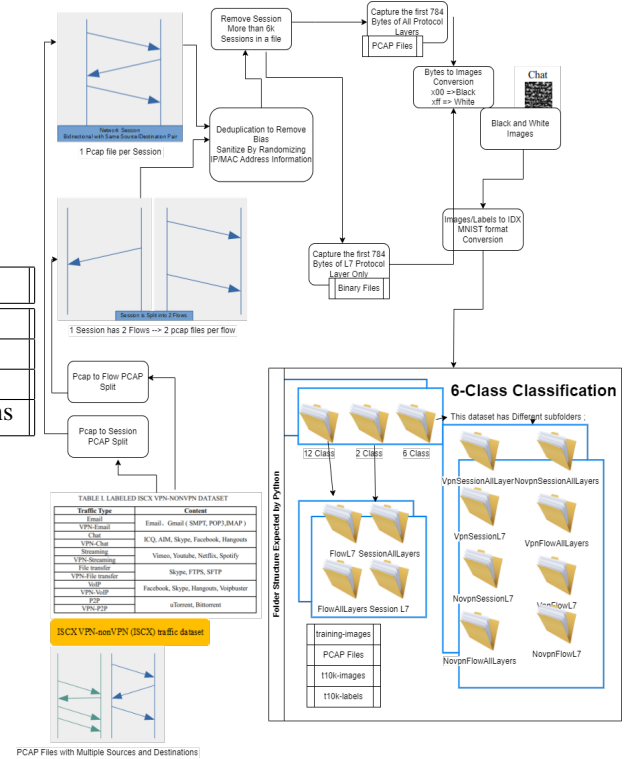 Remove Session
More than 6k
Sessions in a file
Capture the first 784
Bytes of All Protocol
Layers
PCAP Files
Bytes to Images
Conversion
x00 =>Black
xff => White
Chat
Black and White
Images
Network Session
Bidirectional with Same Source/Destination Pair
1 Pcap file per Session
Deduplication to Remove
Bias
Sanitize By Randomizing
IP/MAC Address Information
Images/Labels to IDX
MNIST format
Conversion
Capture the first 784
Bytes of L7 Protocol
Layer Only
Binary Files
Session is Split into 2 Flows
1 Session has 2 Flows --> 2 pcap files per flow
Pcap to Flow PCAP
Split
Pcap to Session
PCAP Split
TABLE I. LABELED ISCX VPN-NONVPN DATASET
Traffic Type Content
Email
VPN-Email
Email, Gmail ( SMPT, POP3,IMAP )
Chat
VPN-Chat
ICQ, AIM, Skype, Facebook, Hangouts
Streaming
VPN-Streaming
Vimeo, Youtube, Netflix, Spotify
File transfer
VPN-File transfer
Skype, FTPS, SFTP
VoIP
VPN-VoIP
Facebook, Skype, Hangouts, Voipbuster
P2P
VPN-P2P
uTorrent, Bittorrent
ISCX VPN-nonVPN (ISCX) traffic dataset
PCAP Files with Multiple Sources and Destinations
Folder Structure Expected by Python
6-Class Classification
This dataset has Different subfolders ;
12 Class
2 Class
6 Class
FlowL7 SessionAllLayers
FlowAllLayers Session L7
VpnSessionAllLayer
NovpnSessionAllLayers
VpnSessionL7
VpnFlowAllLayers
NovpnSessionL7
VpnFlowL7
NovpnFlowAllLayers
NovpnFlowL7
training-images
PCAP Files
t10k-images
t10k-labels